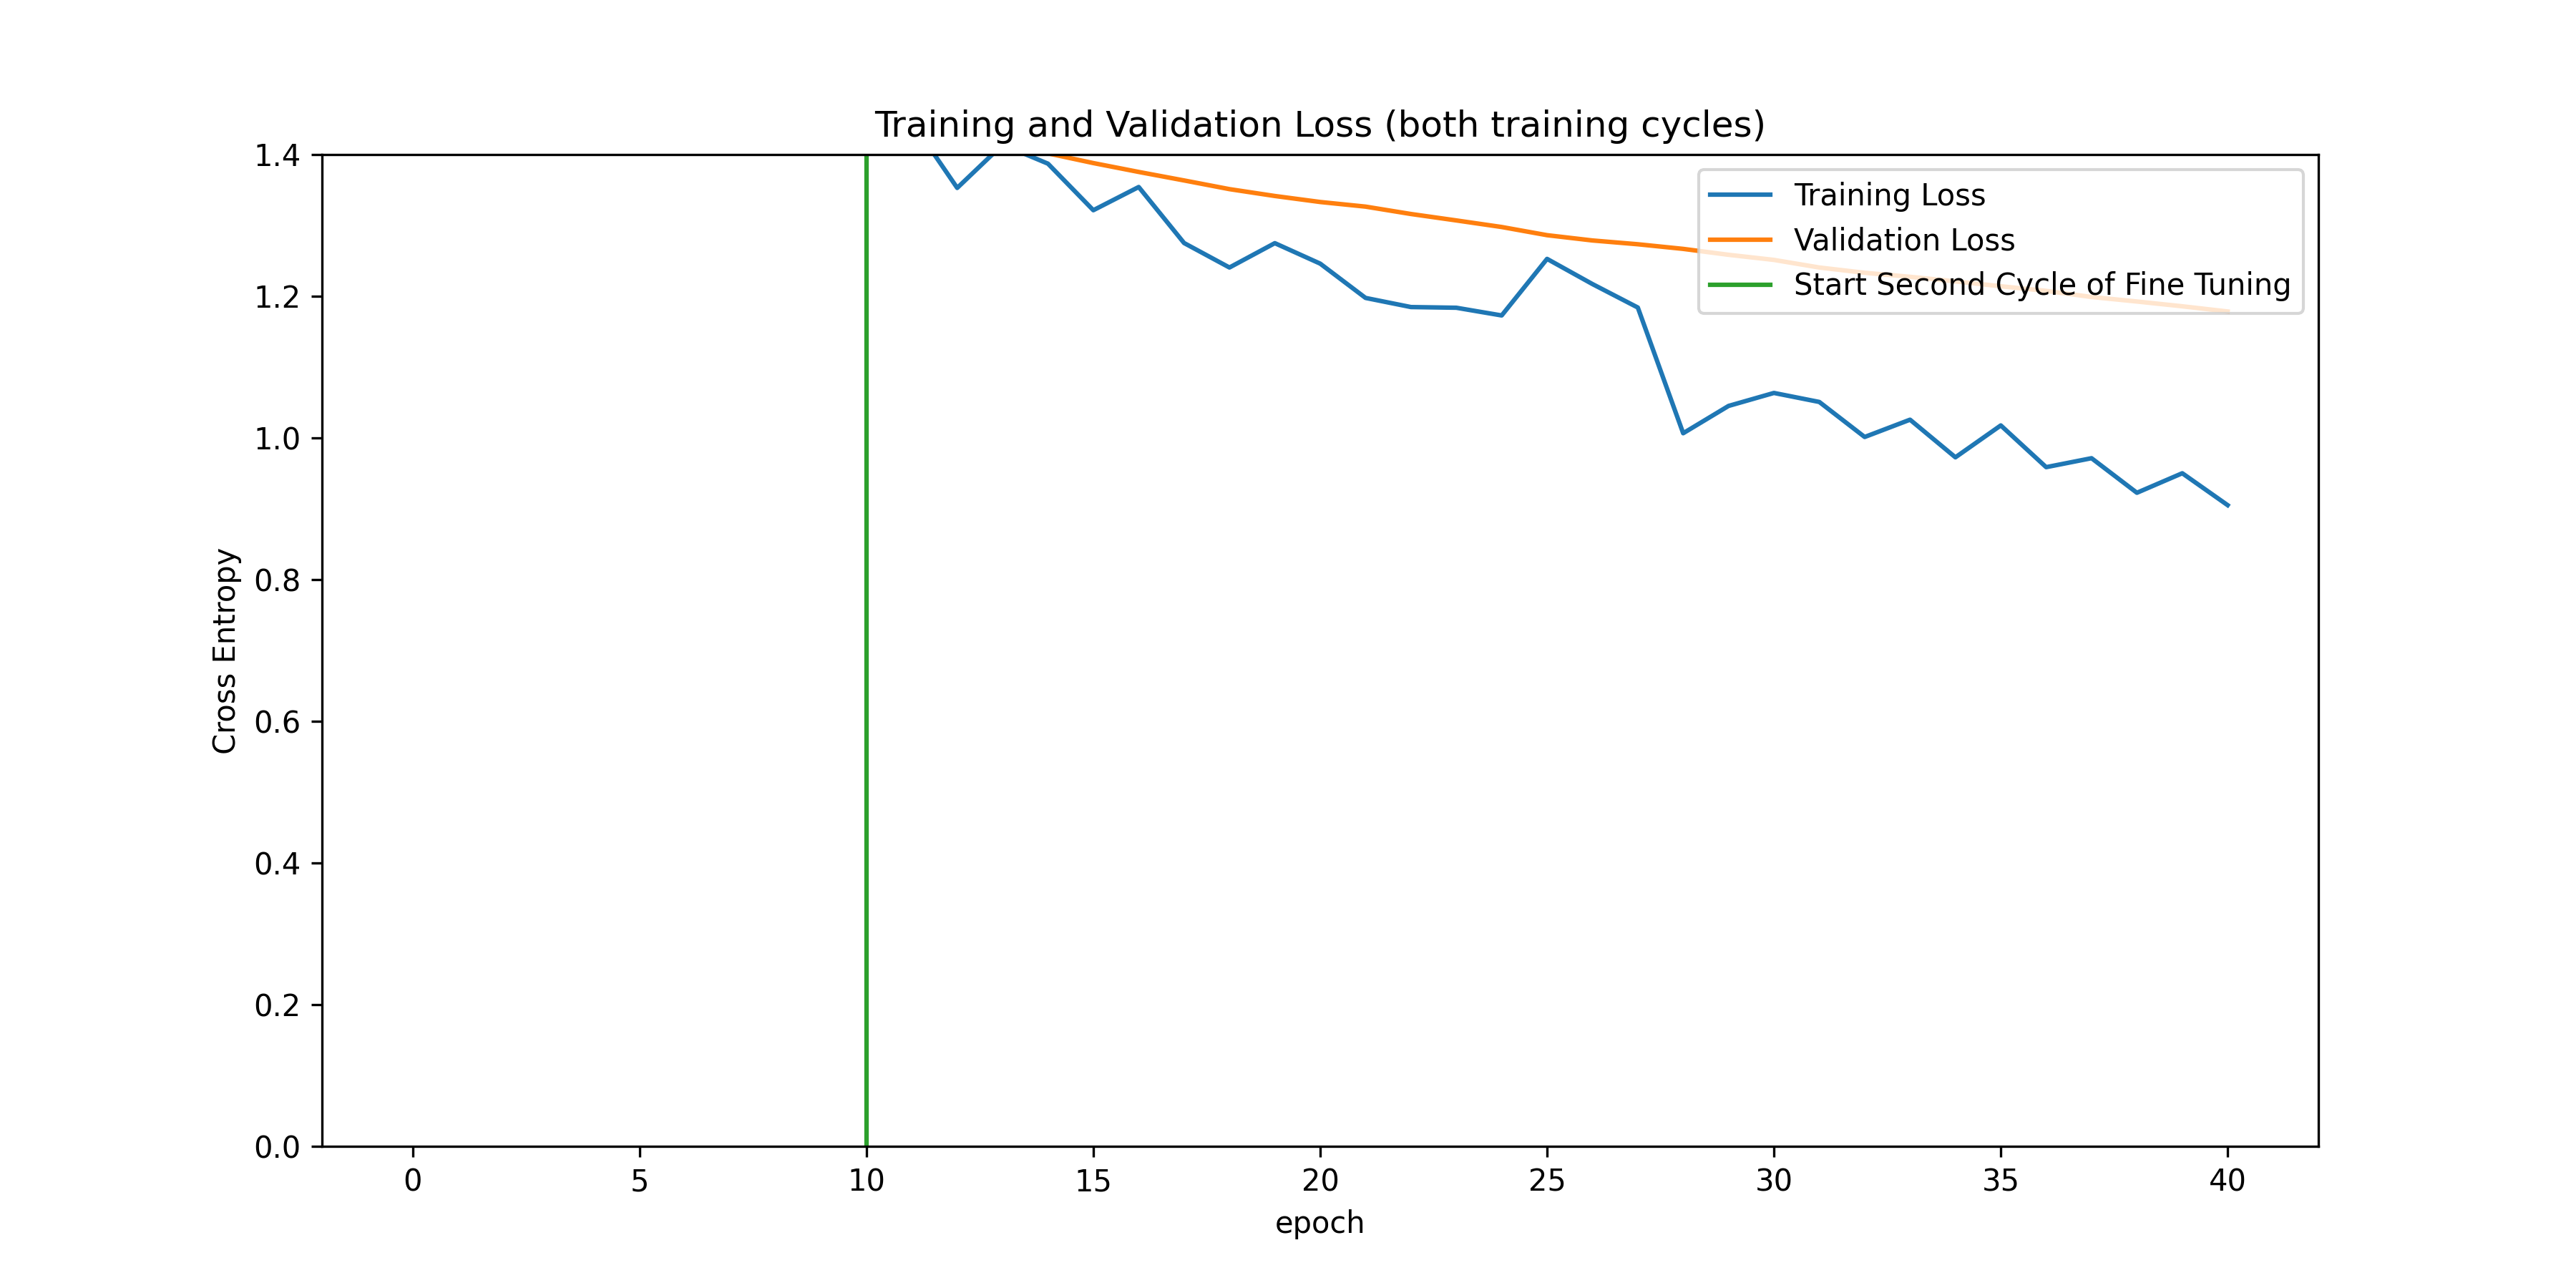 Training and Validation Loss (both training cycles)
1.4
1.2
1.0
0.8
0.6
0.4
0.2
0.0
Cross Entropy
Training Loss
Validation Loss
Start Second Cycle of Fine Tuning
0 5 10 15 20 25 30 35 40
epoch